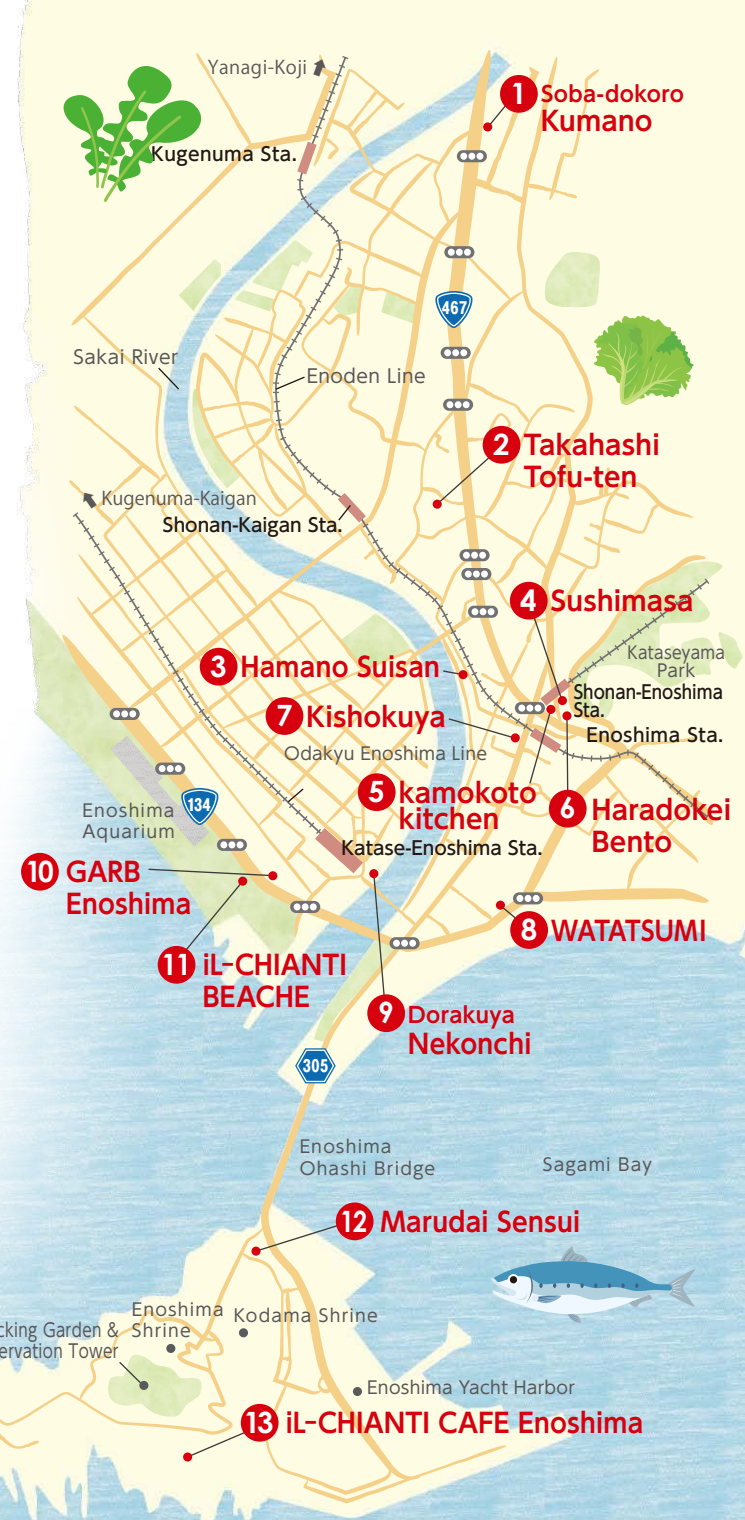 Yanagi-Koji
1 Soba-dokoro
Kumano
Kugenuma Sta.
467
Sakai River
Enoden Line
2 Takahashi
Tofu-ten
Kugenuma-Kaigan
Shonan-Kaigan Sta.
4 Sushimasa
Kataseyama
Park
3 Hamano Suisan
Shonan-Enoshima
Sta.
7 Kishokuya
Enoshima Sta.
Odakyu Enoshima Line
134
Enoshima
Aquarium
5 kamokoto
kitchen
6 Haradokei
Bento
Katase-Enoshima Sta.
10 GARB
Enoshima
8 WATATSUMI
11 iL-CHIANTI
BEACHE
9 Dorakuya
Nekonchi
305
Enoshima
Ohashi Bridge
Sagami Bay
12 Marudai Sensui
Enoshima
Shrine
Kodama Shrine
Garden &
Tower
Enoshima Yacht Harbor
13 iL-CHIANTI CAFE Enoshima